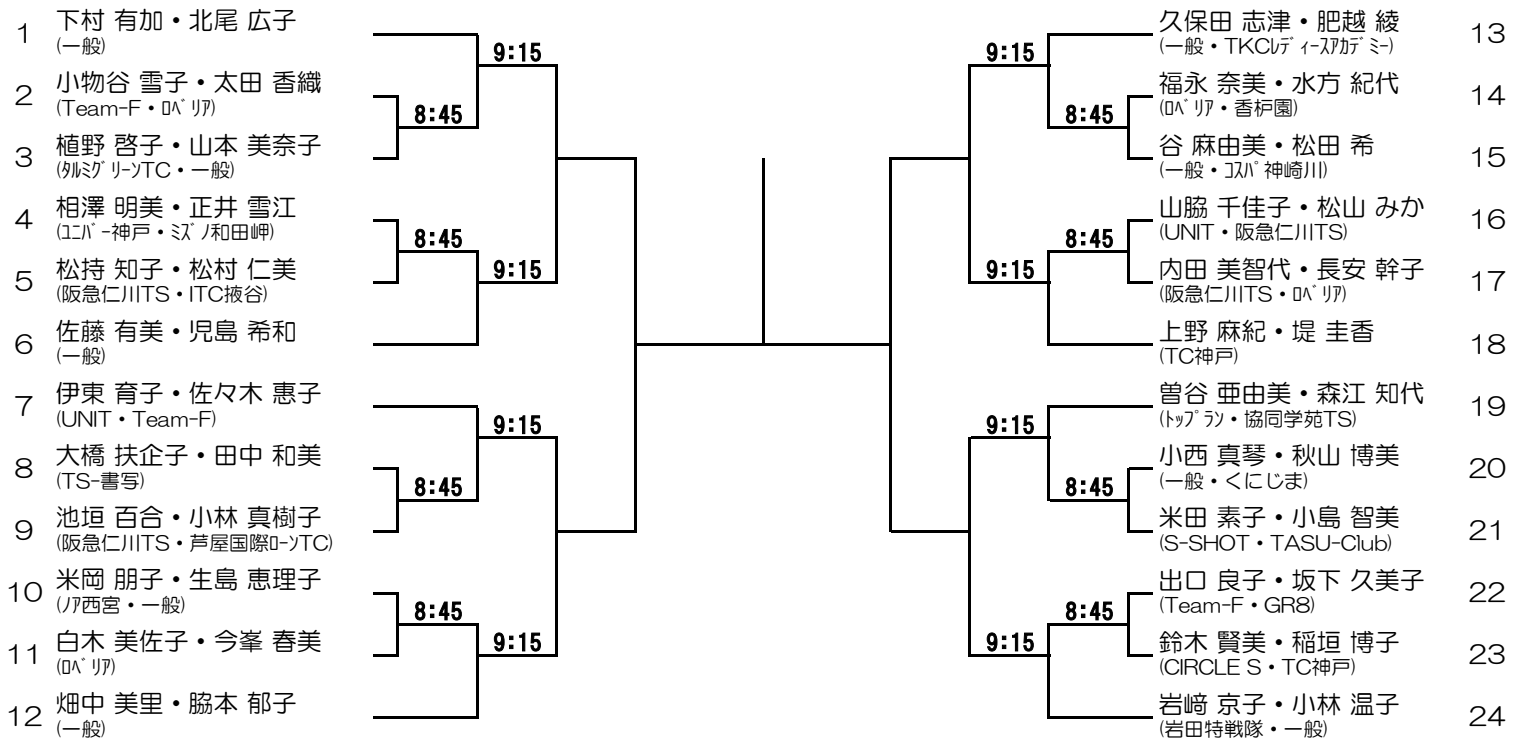 1 下村 有加・北尾 広子
(一般)
9:15
2 小物谷 雪子・太田 香織
(Team-F・ﾛﾍﾞﾘｱ)
8:45
3 植野 啓子・山本 美奈子
(ﾀﾙﾐｸﾞﾘｰﾝTC・一般)
4 相澤 明美・正井 雪江
(ﾕﾆﾊﾞｰ神戸・ﾐｽﾞﾉ和田岬)
8:45
5 松持 知子・松村 仁美
(阪急仁川TS・ITC掖谷)
9:15
6 佐藤 有美・児島 希和
(一般)
7 伊東 育子・佐々木 惠子
(UNIT・Team-F)
9:15
8 大橋 扶企子・田中 和美
(TS-書写)
8:45
9 池垣 百合・小林 真樹子
(阪急仁川TS・芦屋国際ﾛｰﾝTC)
10 米岡 朋子・生島 恵理子
(ﾉｱ西宮・一般)
8:45
11 白木 美佐子・今峯 春美
(ﾛﾍﾞﾘｱ)
9:15
12 畑中 美里・脇本 郁子
(一般)
久保田 志津・肥越 綾 13
(一般・TKCﾚﾃﾞｨｰｽｱｶﾃﾞﾐｰ)
9:15
福永 奈美・水方 紀代 14
(ﾛﾍﾞﾘｱ・香枦園)
8:45
谷 麻由美・松田 希 15
(一般・ｺｽﾊﾟ神崎川)
山脇 千佳子・松山 みか 16
(UNIT・阪急仁川TS)
8:45
内田 美智代・長安 幹子 17
(阪急仁川TS・ﾛﾍﾞﾘｱ)
9:15
上野 麻紀・堤 圭香 18
(TC神戸)
曽谷 亜由美・森江 知代 19
(ﾄｯﾌﾟﾗﾝ・協同学苑TS)
9:15
小西 真琴・秋山 博美 20
(一般・くにじま)
8:45
米田 素子・小島 智美 21
(S-SHOT・TASU-Club)
出口 良子・坂下 久美子 22
(Team-F・GR8)
8:45
鈴木 賢美・稲垣 博子 23
(CIRCLE S・TC神戸)
9:15
岩﨑 京子・小林 温子 24
(岩田特戦隊・一般)